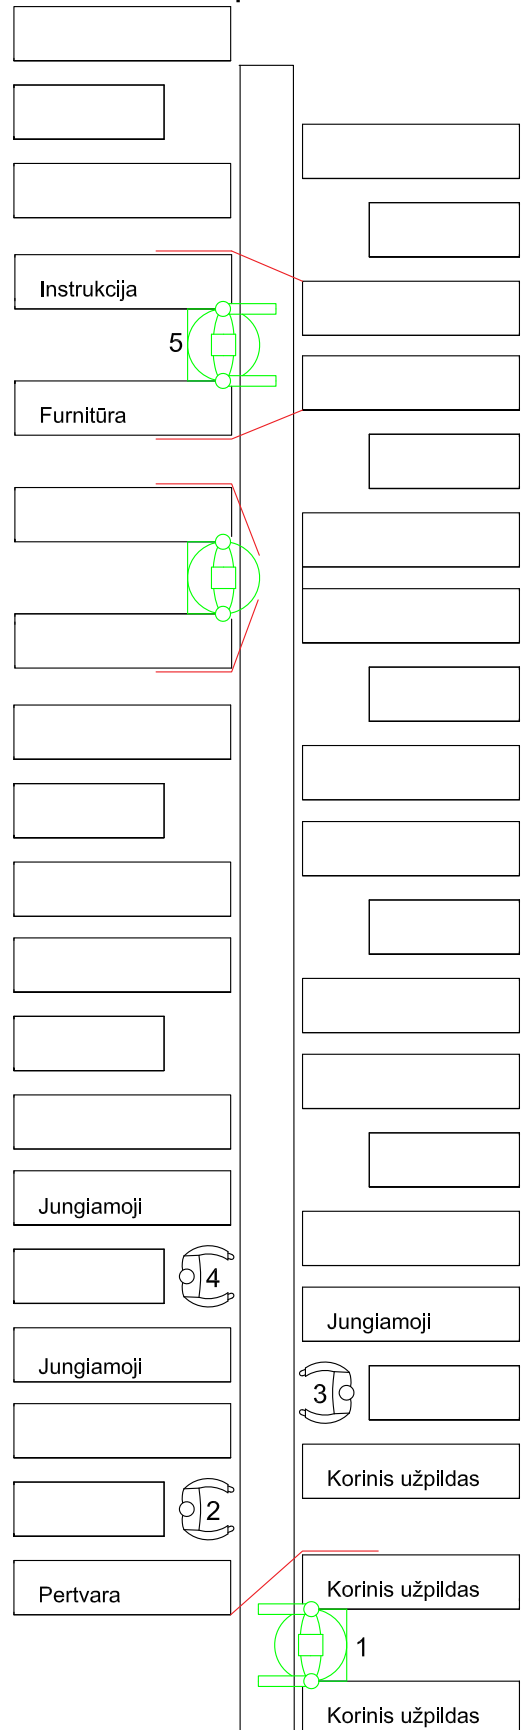 Instrukcija
5
Furnitūra
Jungiamoji
4
Jungiamoji
Jungiamoji
3
Korinis užpildas
2
Pertvara
Korinis užpildas
1
Korinis užpildas